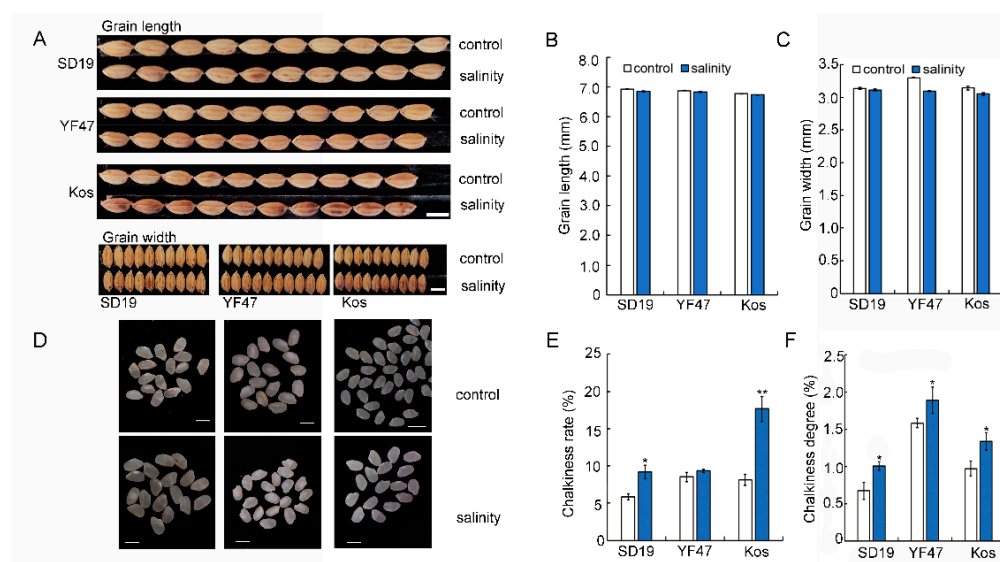 A
Grain length
SD19
control
salinity
YF47
control
salinity
Kos
control
salinity
Grain width
control
salinity
SD19
YF47
Kos
B
control
salinity
Grain length (mm)
8.0
7.0
6.0
5.0
4.0
3.0
2.0
1.0
0
SD19
YF47
Kos
C
control
salinity
Grain width (mm)
3.5
3.0
2.5
2.0
1.5
1.0
0.5
0
SD19
YF47
Kos
D
control
salinity
E
Chalkiness rate (%)
25
20
15
10
5
0
*
**
SD19
YF47
Kos
F
Chalkiness degree (%)
2.5
2.0
1.5
1.0
0.5
0
*
*
*
SD19
YF47
Kos